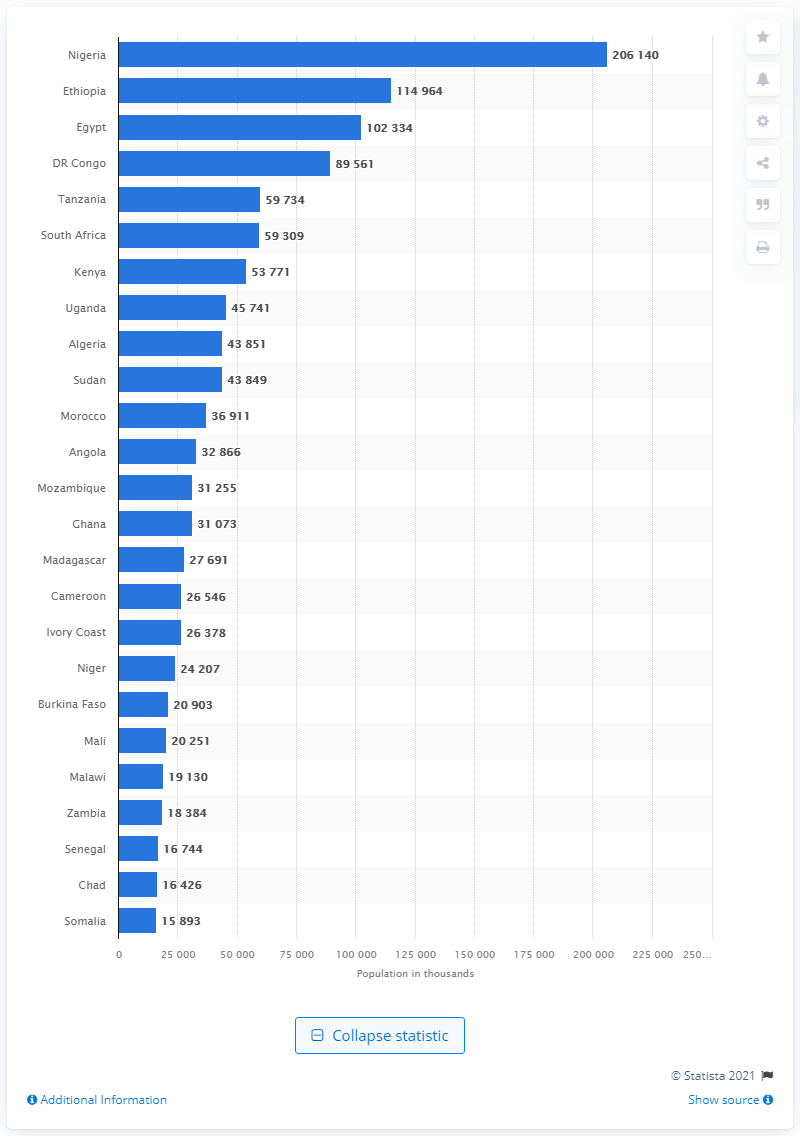 Nigeria 206 140
Ethiopia 114 964
Egypt 102 334
DR Congo 89 561
Tanzania 59 734
South Africa 59 309
Kenya 53 771
Uganda 45 741
Algeria 43 851
Sudan 43 849
Morocco 36 911
Angola 32 866
Mozambique 31 255
Ghana 31 073
Madagascar 27 691
Cameroon 26 546
Ivory Coast 26 378
Niger 24 207
Burkina Faso 20 903
Mali 20 251
Malawi 19 130
Zambia 18 384
Senegal 16 744
Chad 16 426
Somalia 15 893
0 25 000 50 000 75 000 100 000 125 000 150 000 175 000 200 000 225 000 250...
Population in thousands
Collapse statistic
© Statista 2021
Additional Information Show source